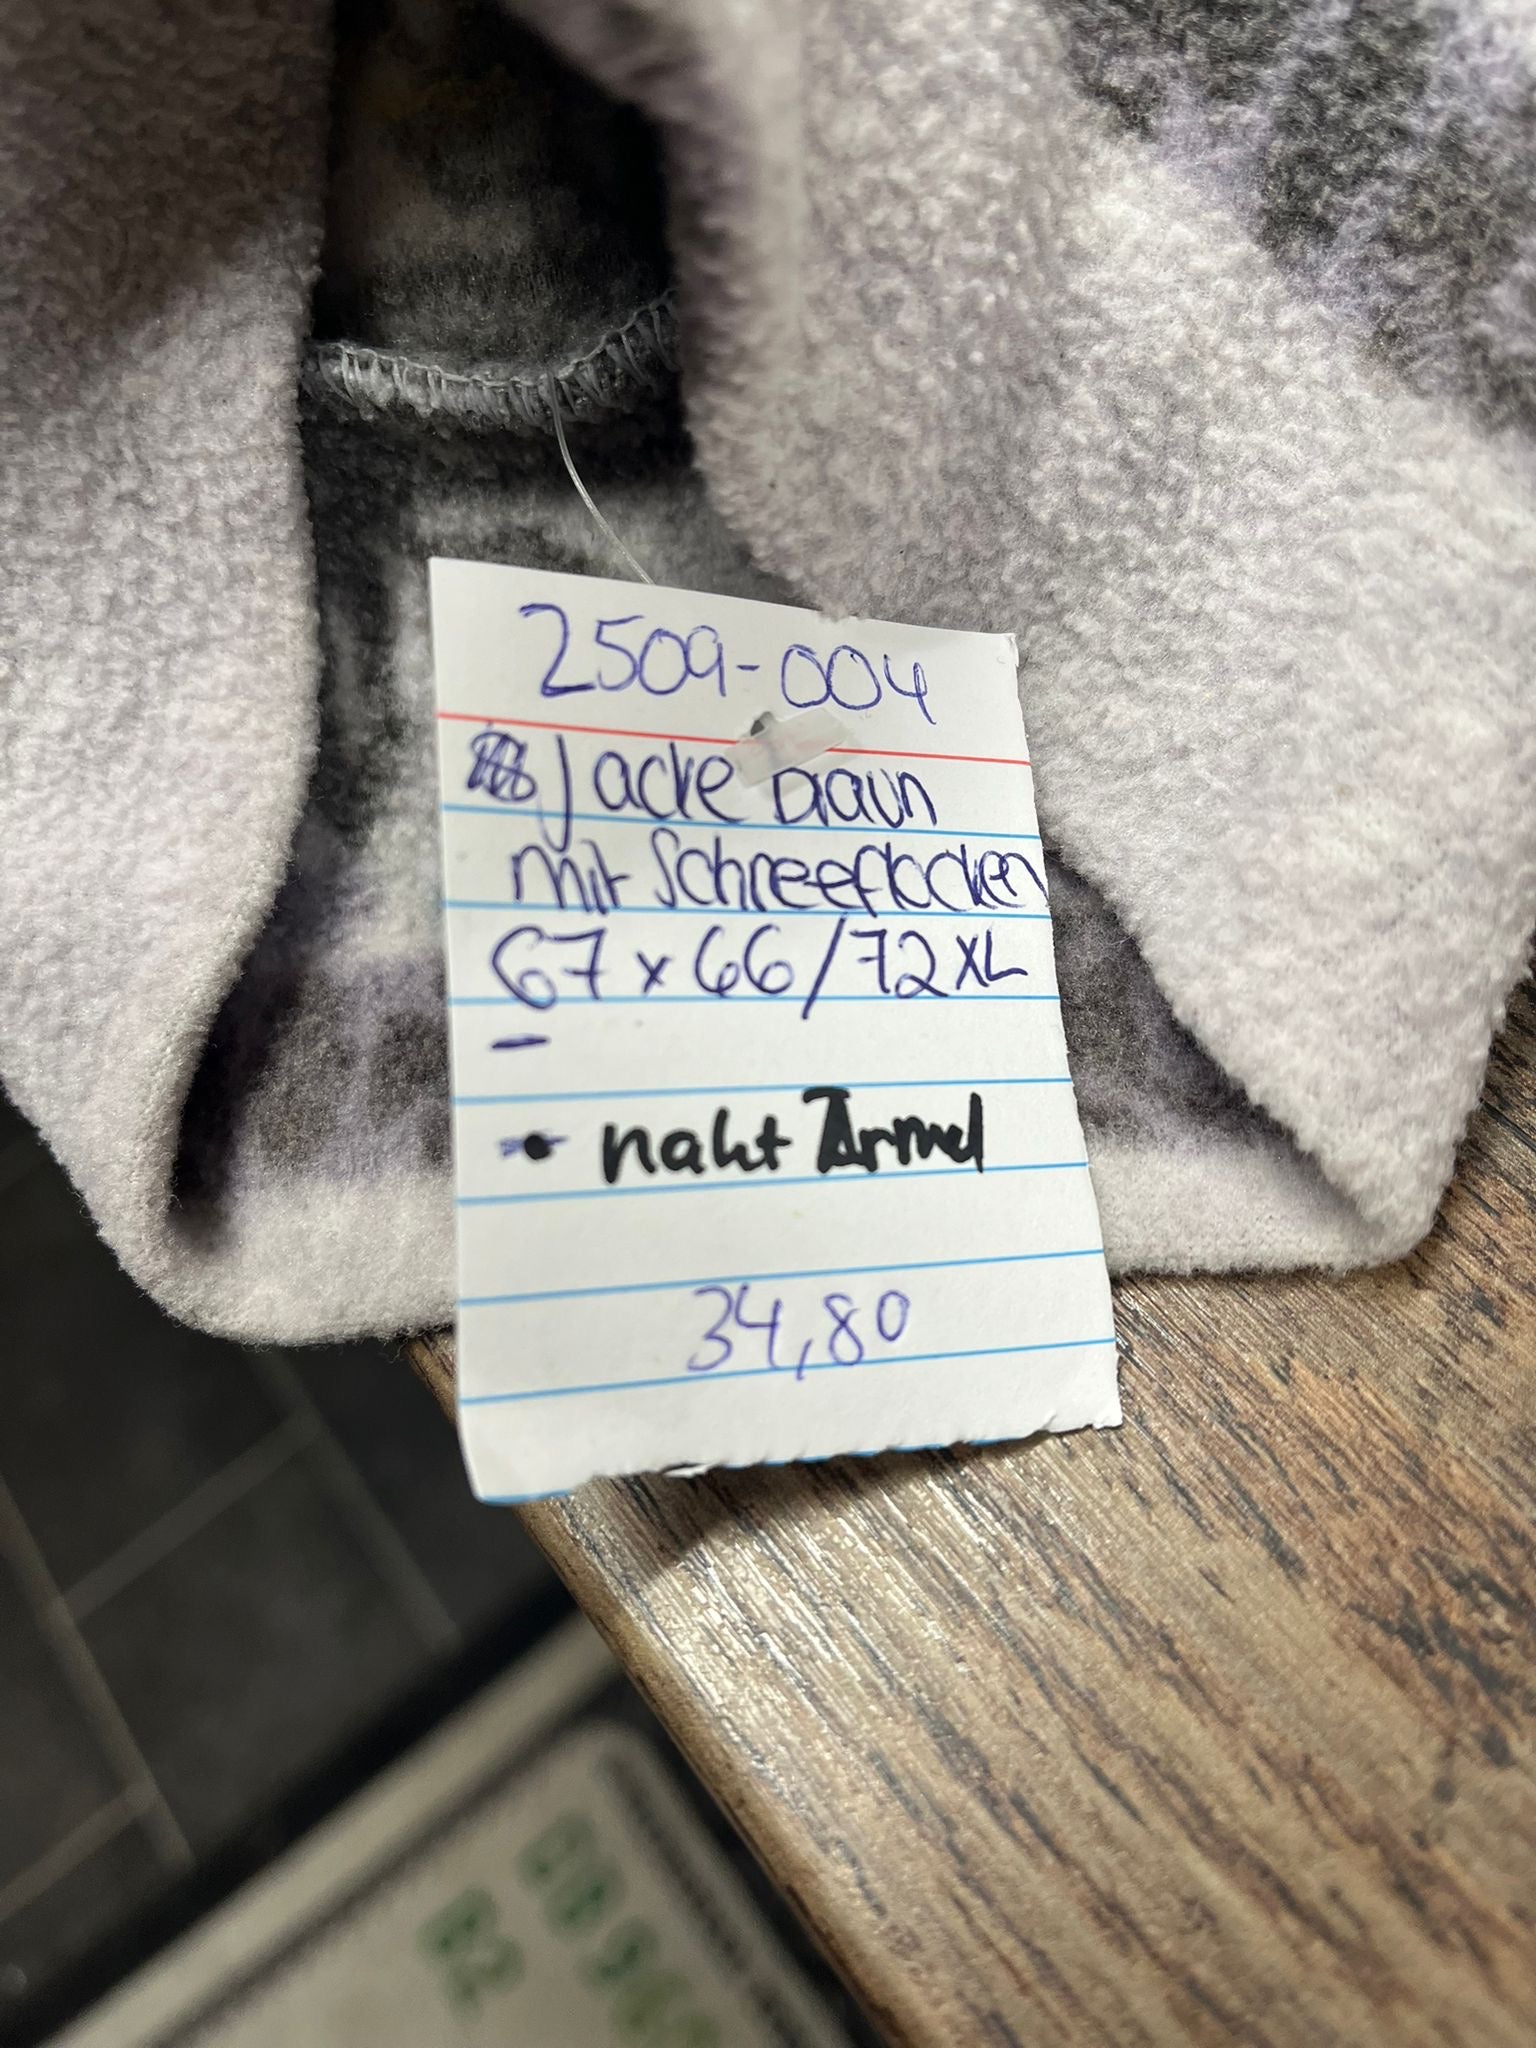 2509-004
Jacke braun
mit Schneeflocken
67 x 66/72 XL
-
• naht Ärmel
34,80